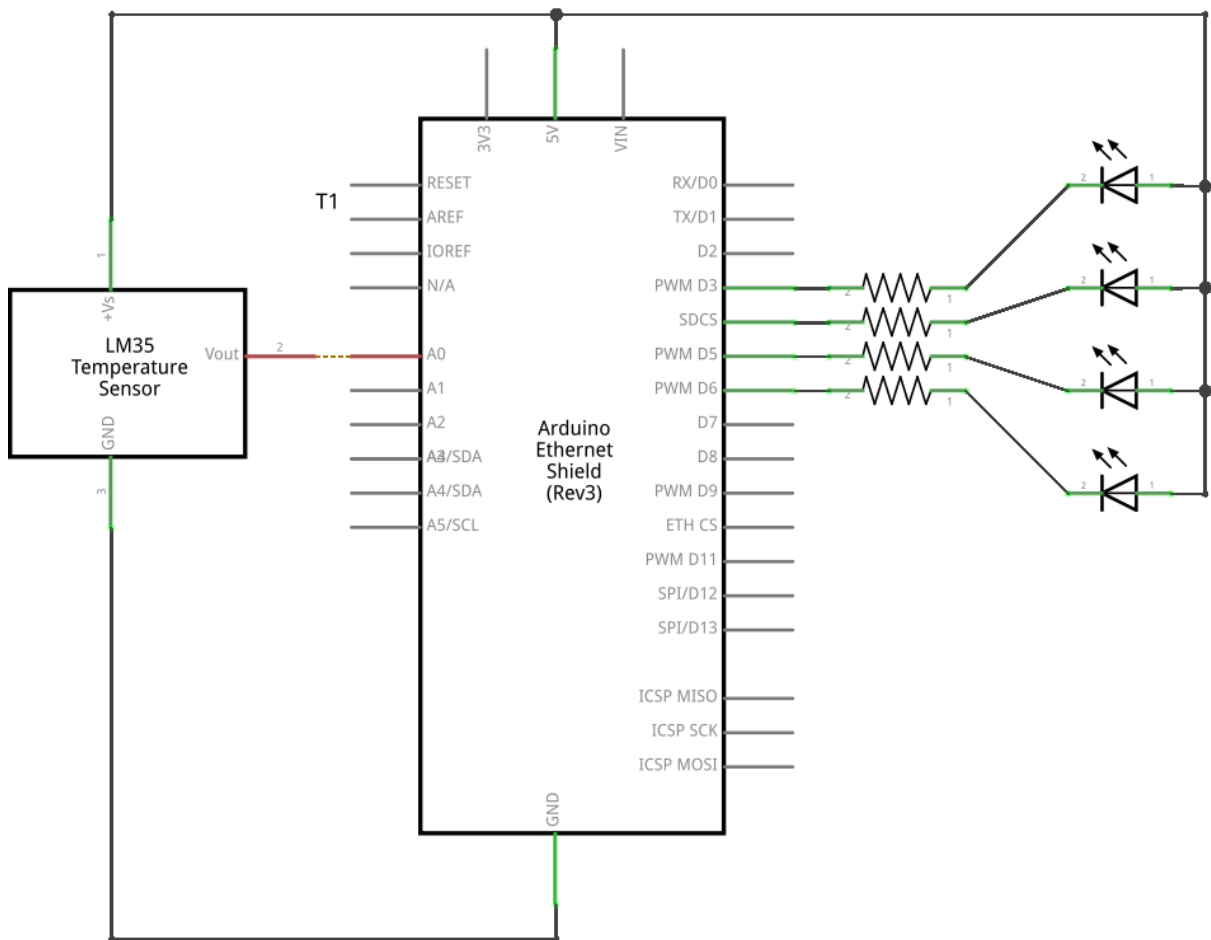 3V3
5V
VIN
T1
RESET
AREF
IOREF
N/A
A0
A1
A2
A3/SDA
A4/SDA
A5/SCL
RX/D0
TX/D1
D2
PWM D3
SDCS
PWM D5
PWM D6
D7
D8
PWM D9
ETH CS
PWM D11
SPI/D12
SPI/D13
ICSP MISO
ICSP SCK
ICSP MOSI
GND
Arduino
Ethernet
Shield
(Rev3)
1
+Vs
LM35
Temperature
Sensor
Vout
2
GND
3
2
1
2
1
2
1
2
1
2
1
2
1
2
1
2
1